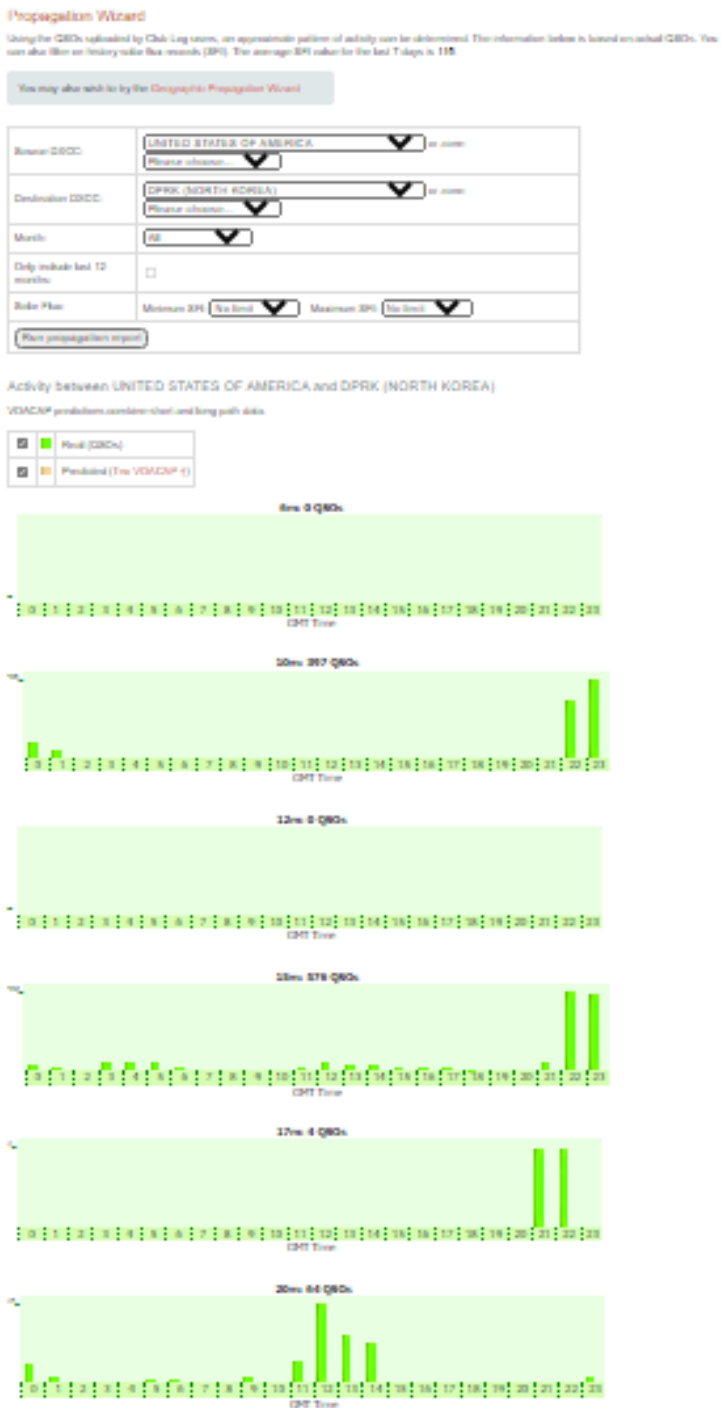 Propagation Wizard
Using the QSOs uploaded by Club Log users, an approximate pattern of activity can be determined. The information below is based on actual QSOs. You
can also filter on history solar flux records (SFI). The average SFI value for the last 7 days is
You may also wish to try the Geographic Propagation Wizard
Source DXCC:
UNITED STATES OF AMERICA or zone:
Please choose...
Destination DXCC:
DPRK (NORTH KOREA) or zone:
Please choose...
Month: All
Only include last 12
months:
Solar Flux: Minimum SFI: No limit Maximum SFI: No limit
Run propagation report
Activity between UNITED STATES OF AMERICA and DPRK (NORTH KOREA)
VOACAP predictions combine short and long path data.
Real (QSOs)
Predicted (Try VOACAP
6m: 0 QSOs
0 1 2 3 4 5 6 7 8 9 10 11 12 13 14 15 16 17 18 19 20 21 22 23
GMT Time
10m: 397 QSOs
0 1 2 3 4 5 6 7 8 9 10 11 12 13 14 15 16 17 18 19 20 21 22 23
GMT Time
12m: 0 QSOs
0 1 2 3 4 5 6 7 8 9 10 11 12 13 14 15 16 17 18 19 20 21 22 23
GMT Time
15m: 579 QSOs
0 1 2 3 4 5 6 7 8 9 10 11 12 13 14 15 16 17 18 19 20 21 22 23
GMT Time
17m: 4 QSOs
0 1 2 3 4 5 6 7 8 9 10 11 12 13 14 15 16 17 18 19 20 21 22 23
GMT Time
20m: 64 QSOs
0 1 2 3 4 5 6 7 8 9 10 11 12 13 14 15 16 17 18 19 20 21 22 23
GMT Time